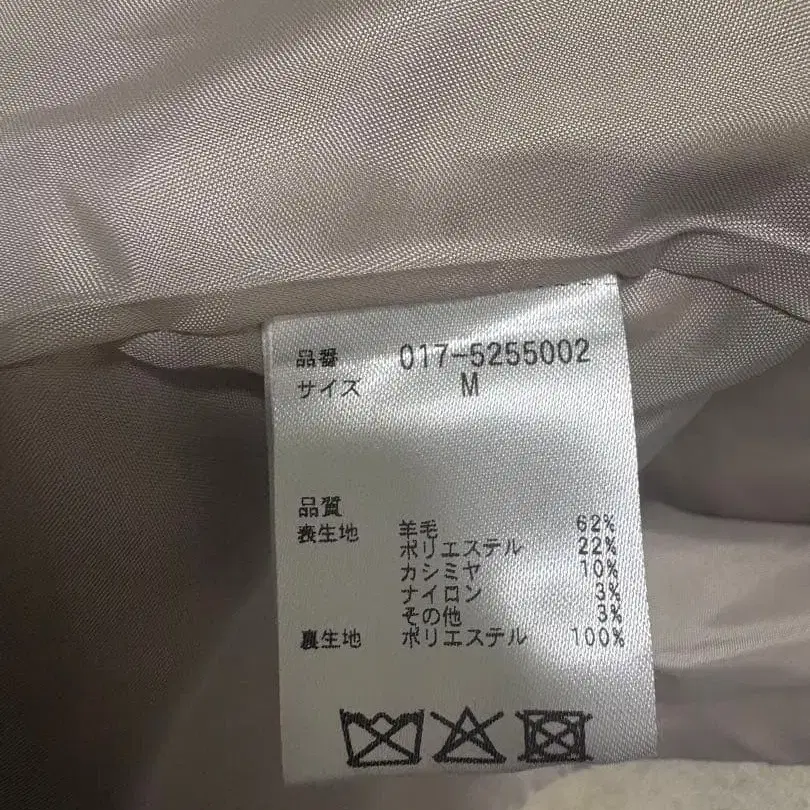 品番 017-5255002
サイズ M
品質
表生地 羊毛 62%
ポリエステル 22%
カシミヤ 10%
ナイロン 3%
その他 3%
裏生地 ポリエステル 100%